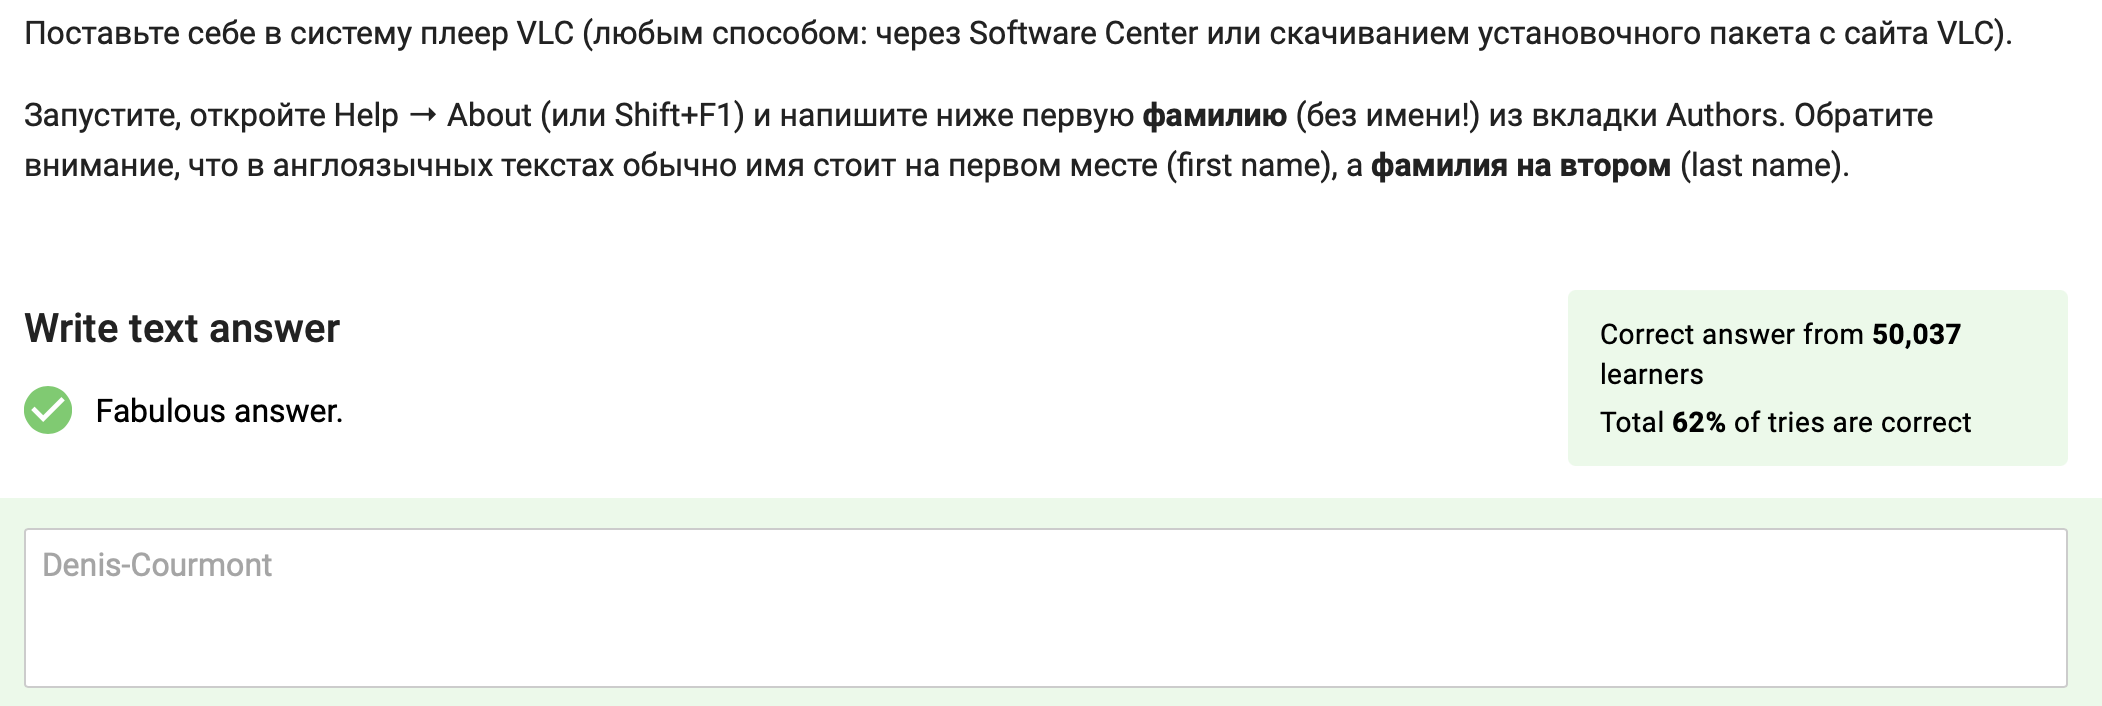 Поставьте себе в систему плеер VLC (любым способом: через Software Center или скачиванием установочного пакета с сайта VLC).
Запустите, откройте Help → About (или Shift+F1) и напишите ниже первую фамилию (без имени!) из вкладки Authors. Обратите
внимание, что в англоязычных текстах обычно имя стоит на первом месте (first name), а фамилия на втором (last name).
Write text answer
Fabulous answer.
Correct answer from 50,037
learners
Total 62% of tries are correct
Denis-Courmont